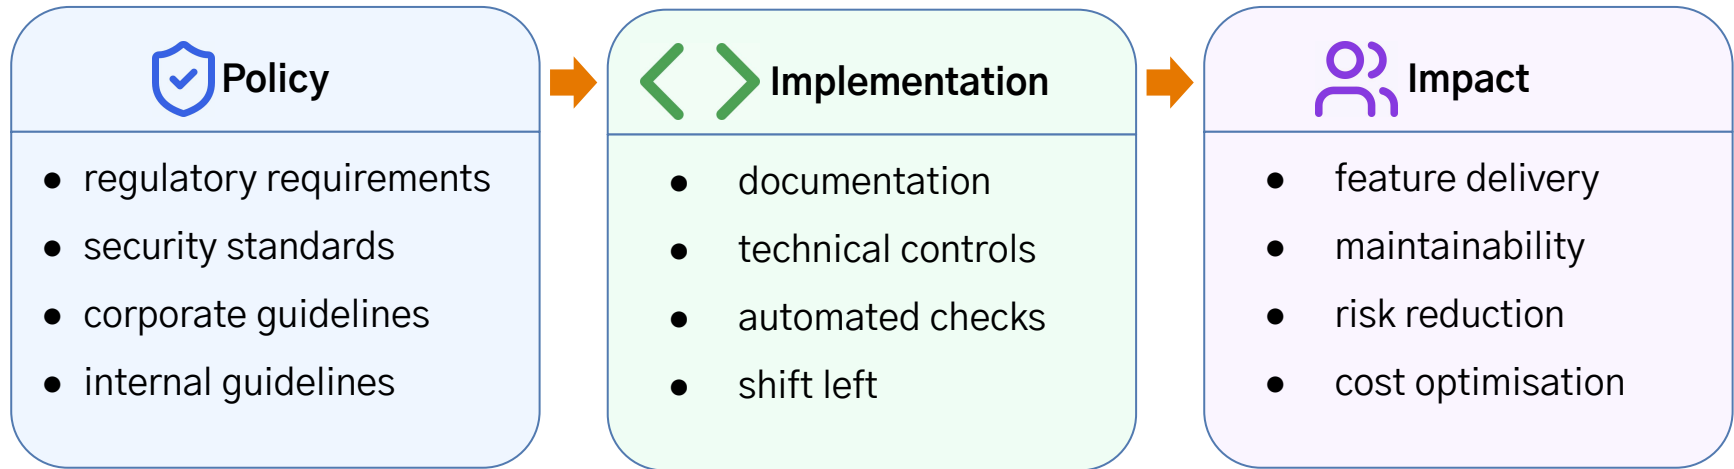 Policy
● regulatory requirements
● security standards
● corporate guidelines
● internal guidelines
Implementation
● documentation
● technical controls
● automated checks
● shift left
Impact
● feature delivery
● maintainability
● risk reduction
● cost optimisation